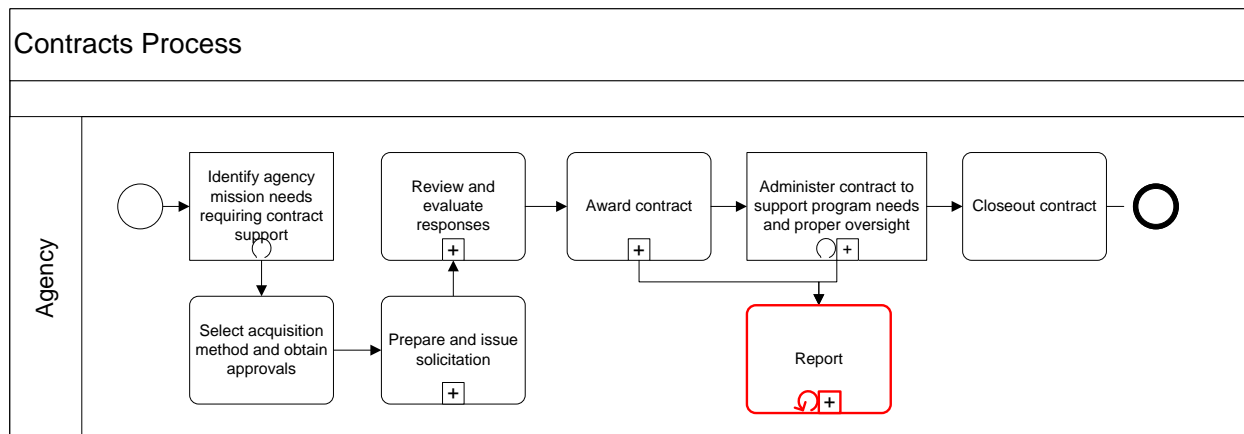 Contracts Process
Agency
Identify agency
mission needs
requiring contract
support
Select acquisition
method and obtain
approvals
Prepare and issue
solicitation
Review and
evaluate
responses
Award contract
Administer contract to
support program needs
and proper oversight
Report
Closeout contract